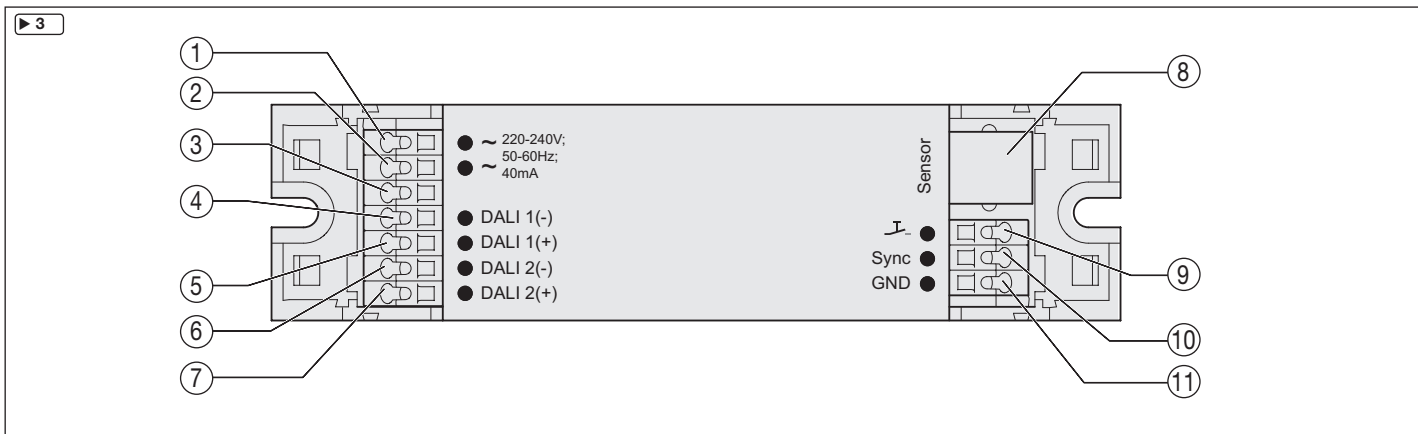 ▶ 3
1
2
3
4
5
6
7
~ 220-240V;
~ 50-60Hz;
40mA
DALI 1(-)
DALI 1(+)
DALI 2(-)
DALI 2(+)
Sensor
Sync
GND
8
9
10
11